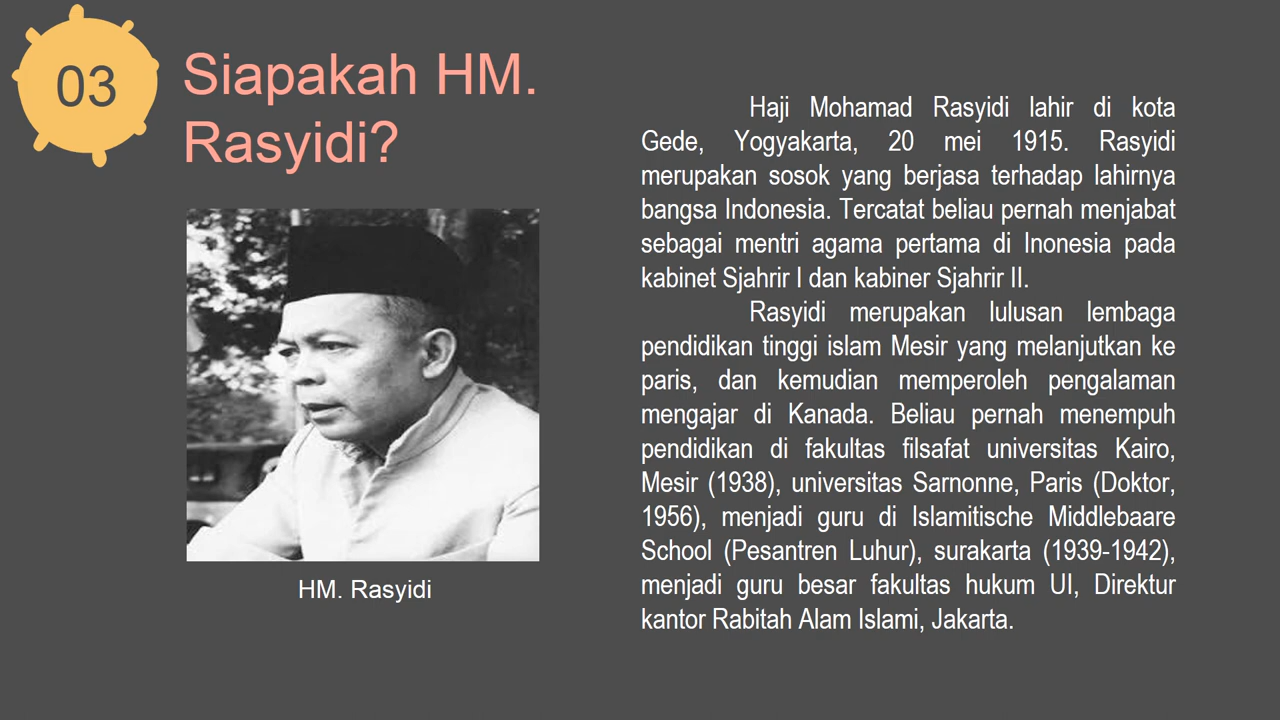 03
Siapakah HM.
Rasyidi?
HM. Rasyidi
Haji Mohamad Rasyidi lahir di kota
Gede, Yogyakarta, 20 mei 1915. Rasyidi
merupakan sosok yang berjasa terhadap lahirnya
bangsa Indonesia. Tercatat beliau pernah menjabat
sebagai mentri agama pertama di Inonesia pada
kabinet Sjahrir I dan kabiner Sjahrir II.
Rasyidi merupakan lulusan lembaga
pendidikan tinggi islam Mesir yang melanjutkan ke
paris, dan kemudian memperoleh pengalaman
mengajar di Kanada. Beliau pernah menempuh
pendidikan di fakultas filsafat universitas Kairo,
Mesir (1938), universitas Sarnonne, Paris (Doktor,
1956), menjadi guru di Islamitische Middlebaare
School (Pesantren Luhur), surakarta (1939-1942),
menjadi guru besar fakultas hukum UI, Direktur
kantor Rabitah Alam Islami, Jakarta.